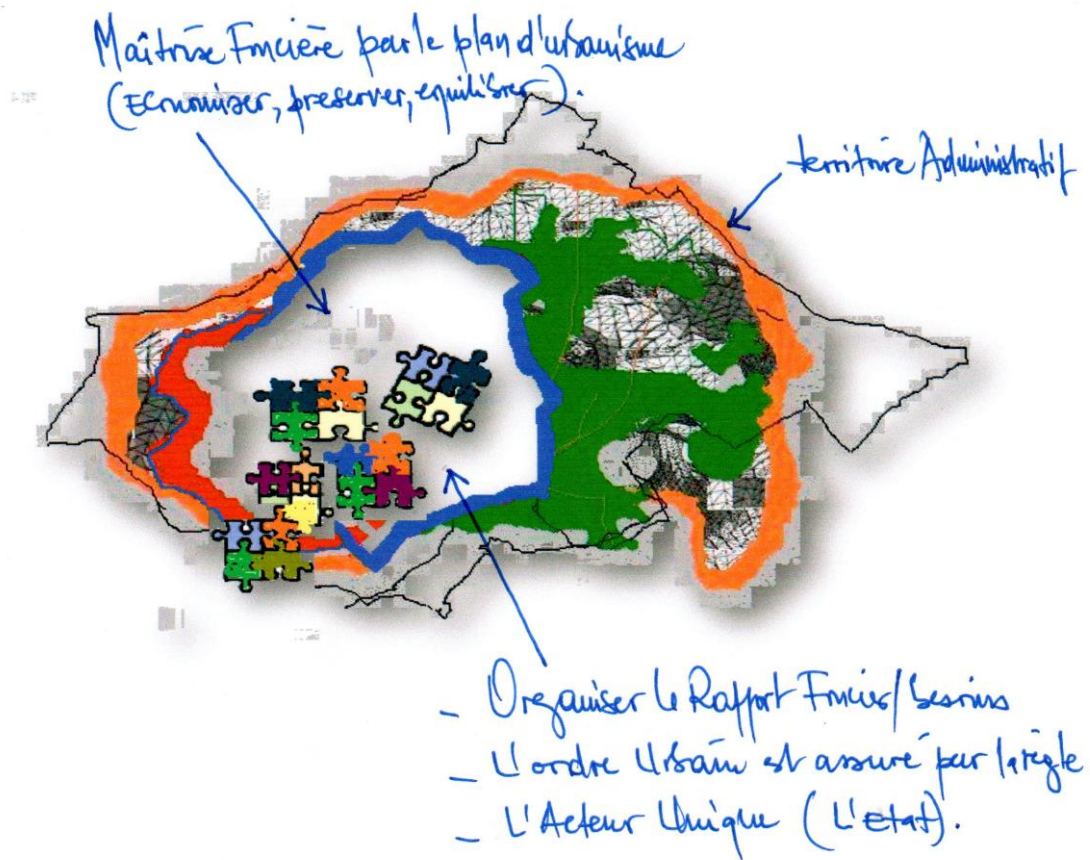 Maîtrise Foncière par le plan d'urbanisme
(Economiser, preserver, equilibrer).
territoire Administratif
- Organiser le Rapport Foncier/besoins
- L'ordre Urbain est assuré par la règle
- L'Acteur Unique (L'Etat).